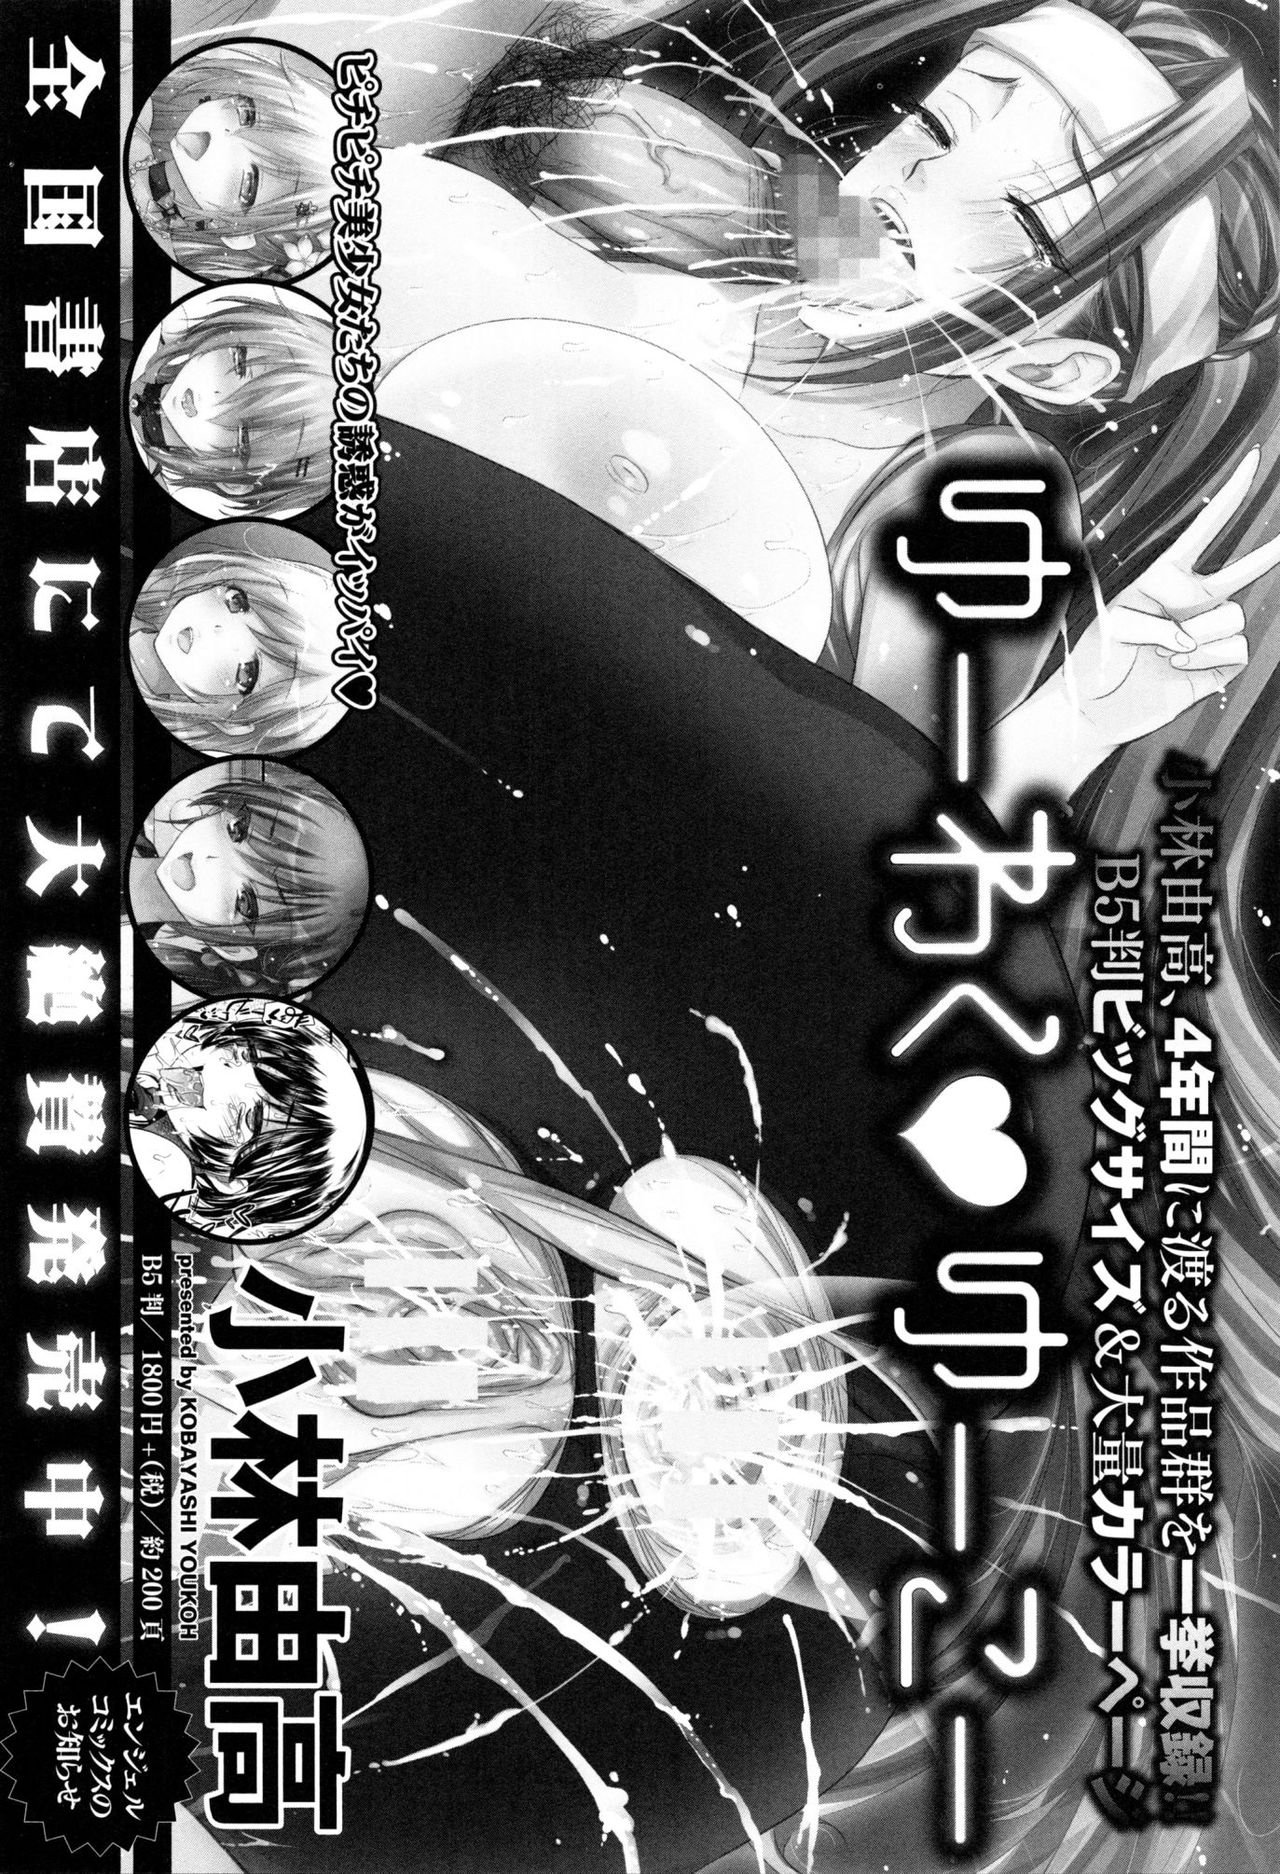 小林由高、4年間に渡る作品群を一挙収録!!
B5判ビッグサイズ&大量カラーページ
ゆーわく♥
ピチピチ美少女たちの誘惑がイッパイ♡
小林由高
presented by KOBAYASHI YOUKOH
B5判/1800円+(税)/約200頁
全国書店にて大絶賛発売中!
エンジェル
コミックスの
お知らせ